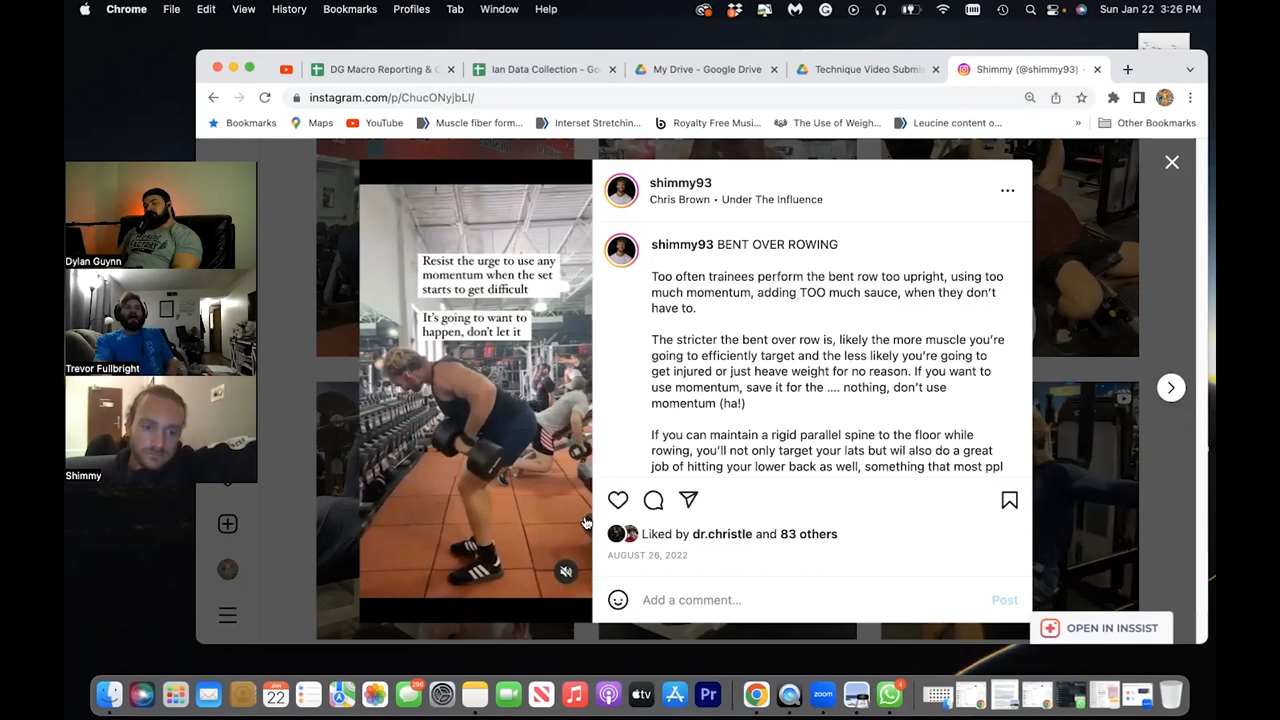 Chrome File Edit View History Bookmarks Profiles Tab Window Help Sun Jan 22 3:26 PM
DG Macro Reporting & C Ian Data Collection - Go My Drive - Google Drive Technique Video Submis Shimmy (@shimmy93) -
instagram.com/p/ChucONyjbLI/
Bookmarks Maps YouTube Muscle fiber form... Interset Stretchin... Royalty Free Musi... The Use of Weigh... Leucine content o... » Other Bookmarks
Dylan Guynn
Trevor Fullbright
Shimmy
Resist the urge to use any
momentum when the set
starts to get difficult
It's going to want to
happen, don't let it
shimmy93
Chris Brown • Under The Influence
shimmy93 BENT OVER ROWING
Too often trainees perform the bent row too upright, using too
much momentum, adding TOO much sauce, when they don't
have to.
The stricter the bent over row is, likely the more muscle you're
going to efficiently target and the less likely you're going to
get injured or just heave weight for no reason. If you want to
use momentum, save it for the .... nothing, don't use
momentum (ha!)
If you can maintain a rigid parallel spine to the floor while
rowing, you'll not only target your lats but wil also do a great
job of hitting your lower back as well, something that most ppl
Liked by dr.christle and 83 others
AUGUST 26, 2022
Add a comment... Post
OPEN IN INSSIST
JAN
22
296
tv
Pr
zoom
4